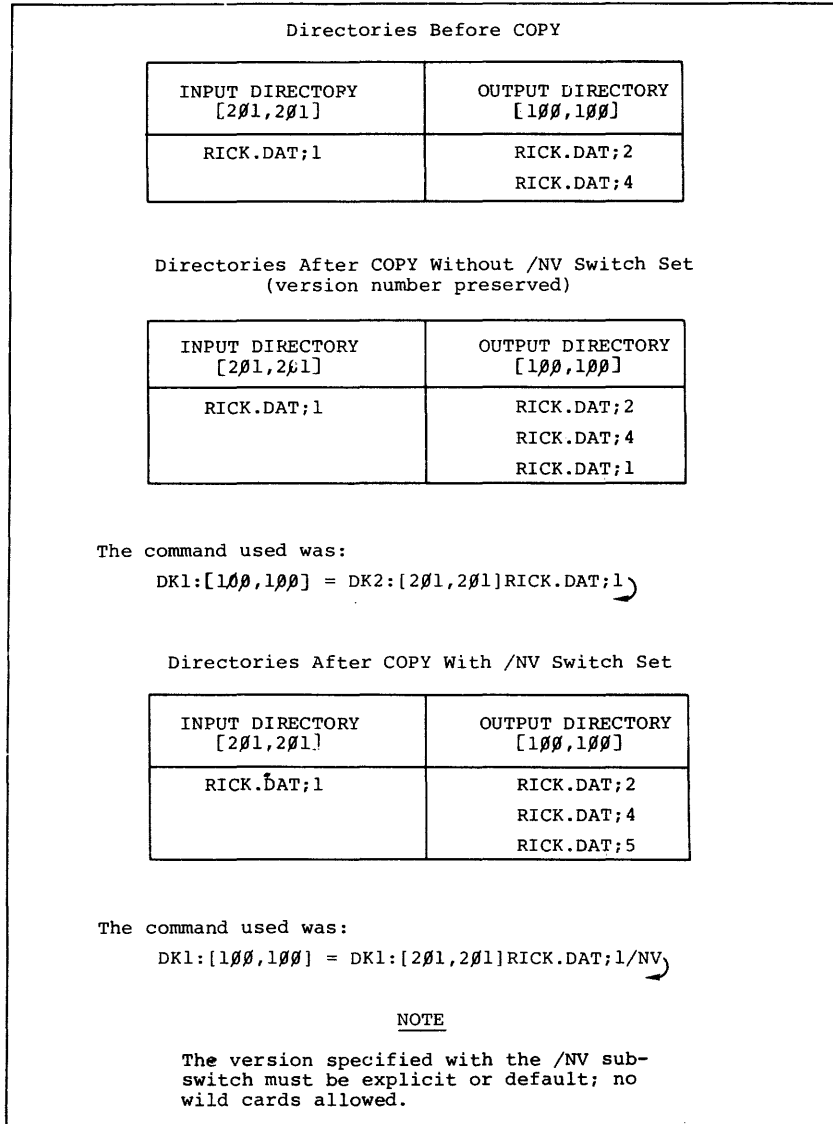 Directories Before COPY
INPUT DIRECTOPY OUTPUT DIRECTORY
[2Ø1,2Ø1] [1ØØ,1ØØ]
RICK.DAT;1 RICK.DAT;2
RICK.DAT;4
Directories After COPY Without /NV Switch Set
(version number preserved)
INPUT DIRECTORY OUTPUT DIRECTORY
[2Ø1,2Ø1] [1ØØ,1ØØ]
RICK.DAT;1 RICK.DAT;2
RICK.DAT;4
RICK.DAT;1
The command used was:
DK1:[1ØØ,1ØØ] = DK2:[2Ø1,2Ø1]RICK.DAT;1
Directories After COPY With /NV Switch Set
INPUT DIRECTORY OUTPUT DIRECTORY
[2Ø1,2Ø1] [1ØØ,1ØØ]
RICK.DAT;1 RICK.DAT;2
RICK.DAT;4
RICK.DAT;5
The command used was:
DK1:[1ØØ,1ØØ] = DK1:[2Ø1,2Ø1]RICK.DAT;1/NV
NOTE
The version specified with the /NV sub-
switch must be explicit or default; no
wild cards allowed.